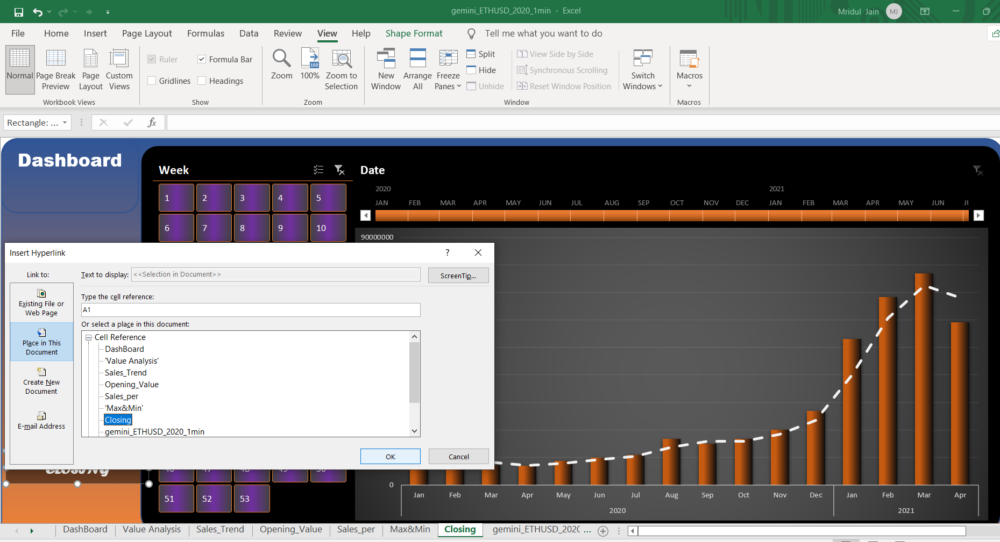 gemini_ETHUSD_2020_1min - Excel
Mridul Jain MJ
File Home Insert Page Layout Formulas Data Review View Help Shape Format Tell me what you want to do
Normal
Page Break Preview
Page Layout
Custom Views
Workbook Views
Ruler
Formula Bar
Gridlines
Headings
Show
Zoom
100
100%
Zoom to Selection
Zoom
New Window
Arrange All
Freeze Panes
Split
Hide
Unhide
View Side by Side
Synchronous Scrolling
Reset Window Position
Window
Switch Windows
Macros
Macros
Rectangle: ...
fx
Dashboard
Week
1 2 3 4 5
6 7 8 9 10
Date
2020 2021
JAN FEB MAR APR MAY JUN JUL AUG SEP OCT NOV DEC JAN FEB MAR APR MAY JUN
90000000
Insert Hyperlink
?
Link to:
Text to display: <<Selection in Document>>
ScreenTip...
Existing File or Web Page
Place in This Document
Create New Document
E-mail Address
Type the cell reference:
A1
Or select a place in this document:
Cell Reference
DashBoard
'Value Analysis'
Sales_Trend
Opening_Value
Sales_per
'Max&Min'
Closing
gemini_ETHUSD_2020_1min
OK
Cancel
Closing
46 47 48 49 50
51 52 53
0
Jan Feb Mar Apr May Jun Jul Aug Sep Oct Nov Dec Jan Feb Mar Apr
2020 2021
DashBoard Value Analysis Sales_Trend Opening_Value Sales_per Max&Min Closing gemini_ETHUSD_2020 ...